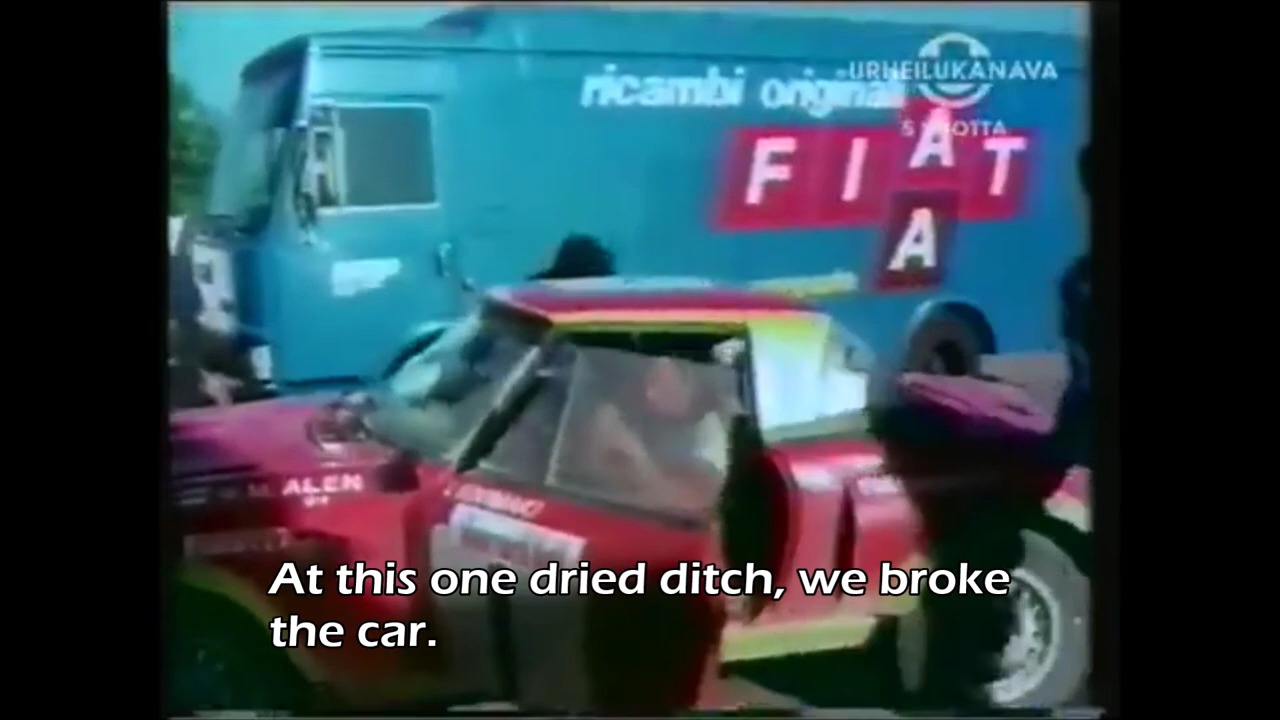 URHEILUKANAVA
ricambi originali
FIAT
A
M. ALEN
At this one dried ditch, we broke
the car.